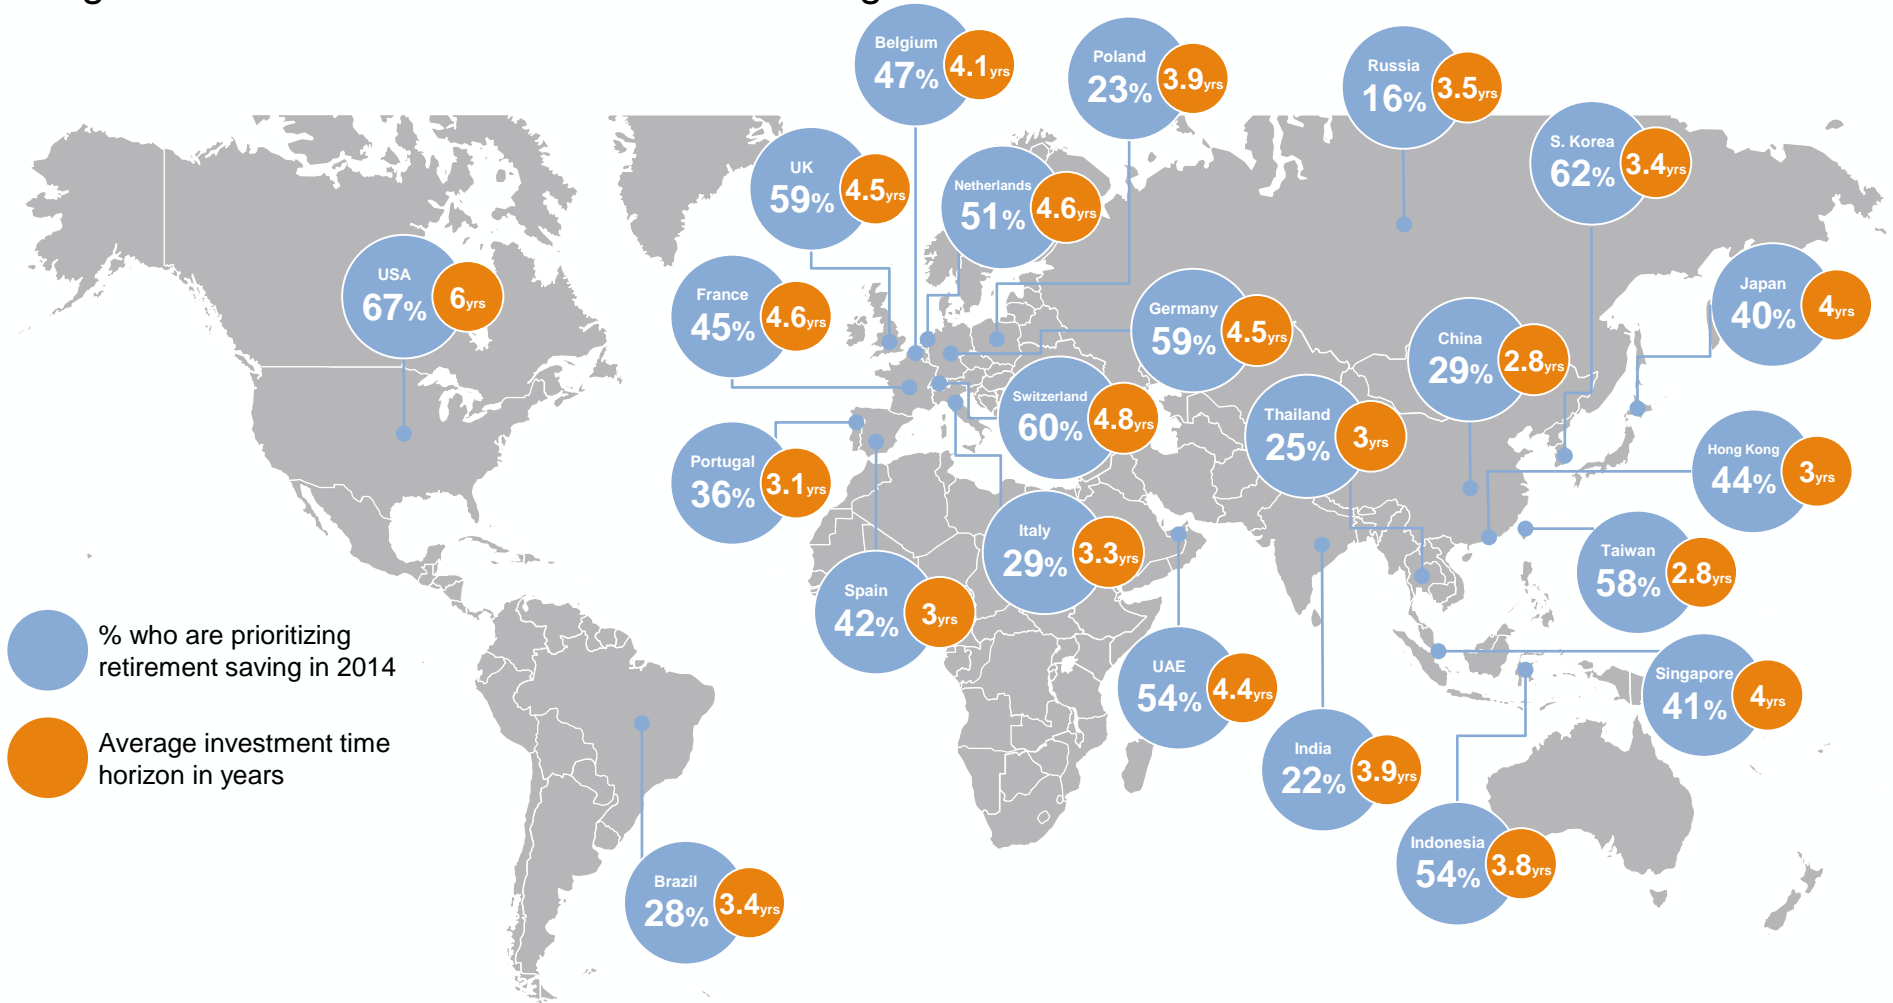 Belgium
47%
4.1yrs
Poland
23%
3.9yrs
Russia
16%
3.5yrs
S. Korea
62%
3.4yrs
UK
59%
4.5yrs
Netherlands
51%
4.6yrs
USA
67%
6yrs
France
45%
4.6yrs
Germany
59%
4.5yrs
China
29%
2.8yrs
Japan
40%
4yrs
Switzerland
60%
4.8yrs
Thailand
25%
3yrs
Portugal
36%
3.1yrs
Hong Kong
44%
3yrs
Italy
29%
3.3yrs
Taiwan
58%
2.8yrs
Spain
42%
3yrs
% who are prioritizing
retirement saving in 2014
UAE
54%
4.4yrs
Singapore
41%
4yrs
Average investment time
horizon in years
India
22%
3.9yrs
Indonesia
54%
3.8yrs
Brazil
28%
3.4yrs